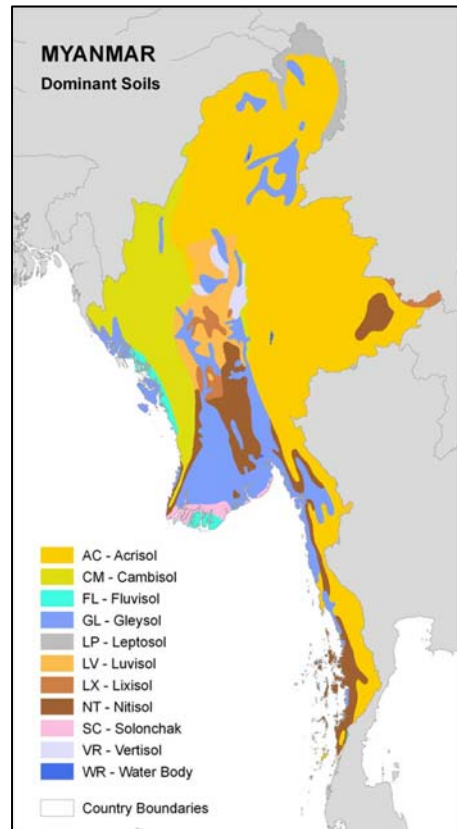 MYANMAR
Dominant Soils
AC - Acrisol
CM - Cambisol
FL - Fluvisol
GL - Gleysol
LP - Leptosol
LV - Luvisol
LX - Lixisol
NT - Nitisol
SC - Solonchak
VR - Vertisol
WR - Water Body
Country Boundaries